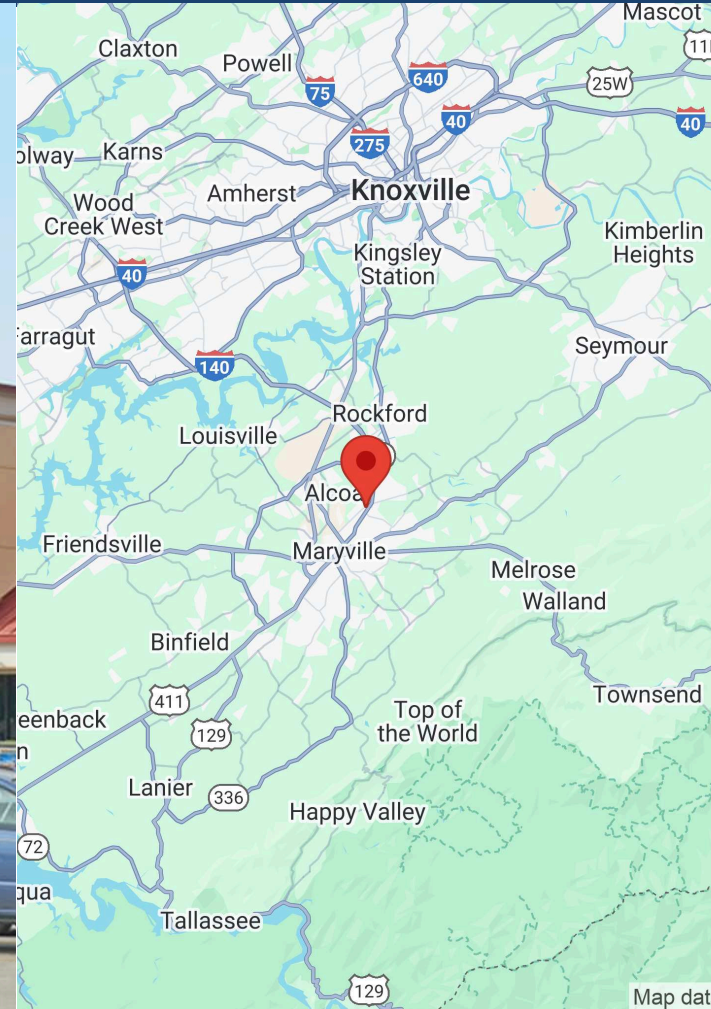 Mascot
Claxton
Powell
75
640
25W
11
40
40
275
olway
Karns
Amherst
Knoxville
Wood
Creek West
Kimberlin
Heights
Kingsley
Station
40
Farragut
Seymour
140
Rockford
Louisville
Alcoa
Friendsville
Maryville
Melrose
Walland
Binfield
Townsend
411
eenback
Top of
the World
129
n
Lanier
336
Happy Valley
72
qua
Tallassee
129
Map dat